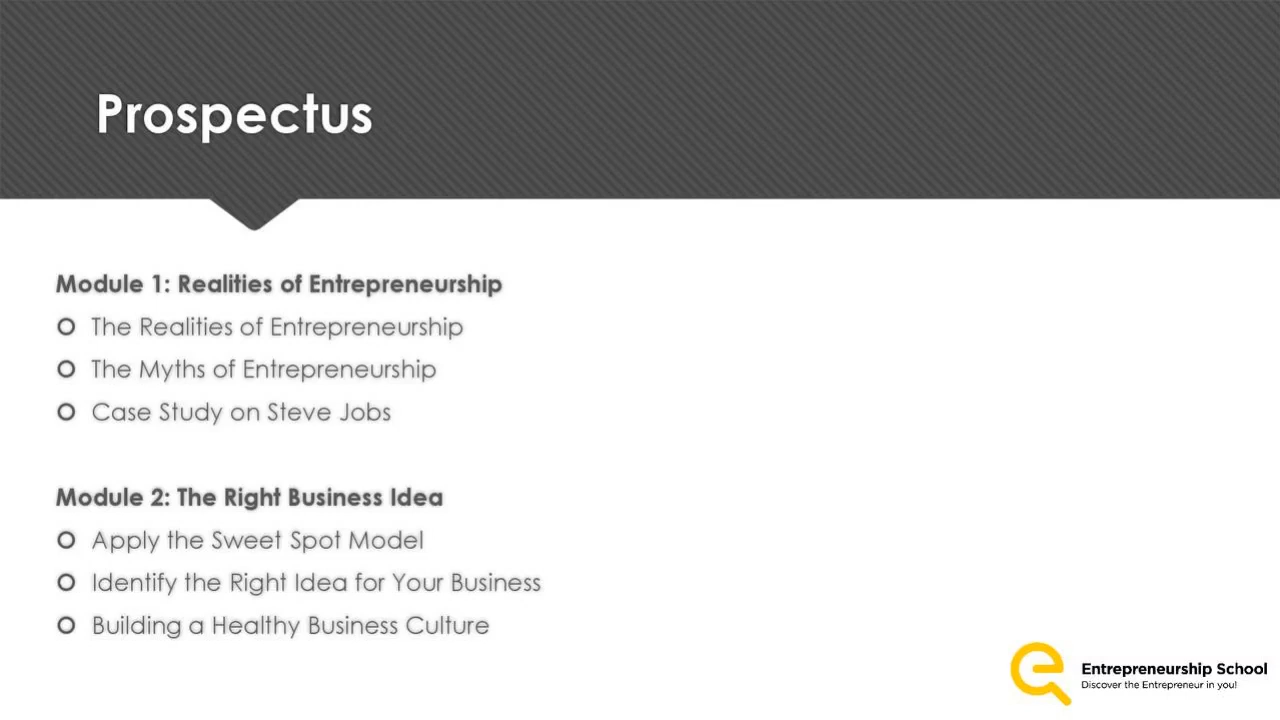 Prospectus
Module 1: Realities of Entrepreneurship
The Realities of Entrepreneurship
The Myths of Entrepreneurship
Case Study on Steve Jobs
Module 2: The Right Business Idea
Apply the Sweet Spot Model
Identify the Right Idea for Your Business
Building a Healthy Business Culture
Entrepreneurship School
Discover the Entrepreneur in you!